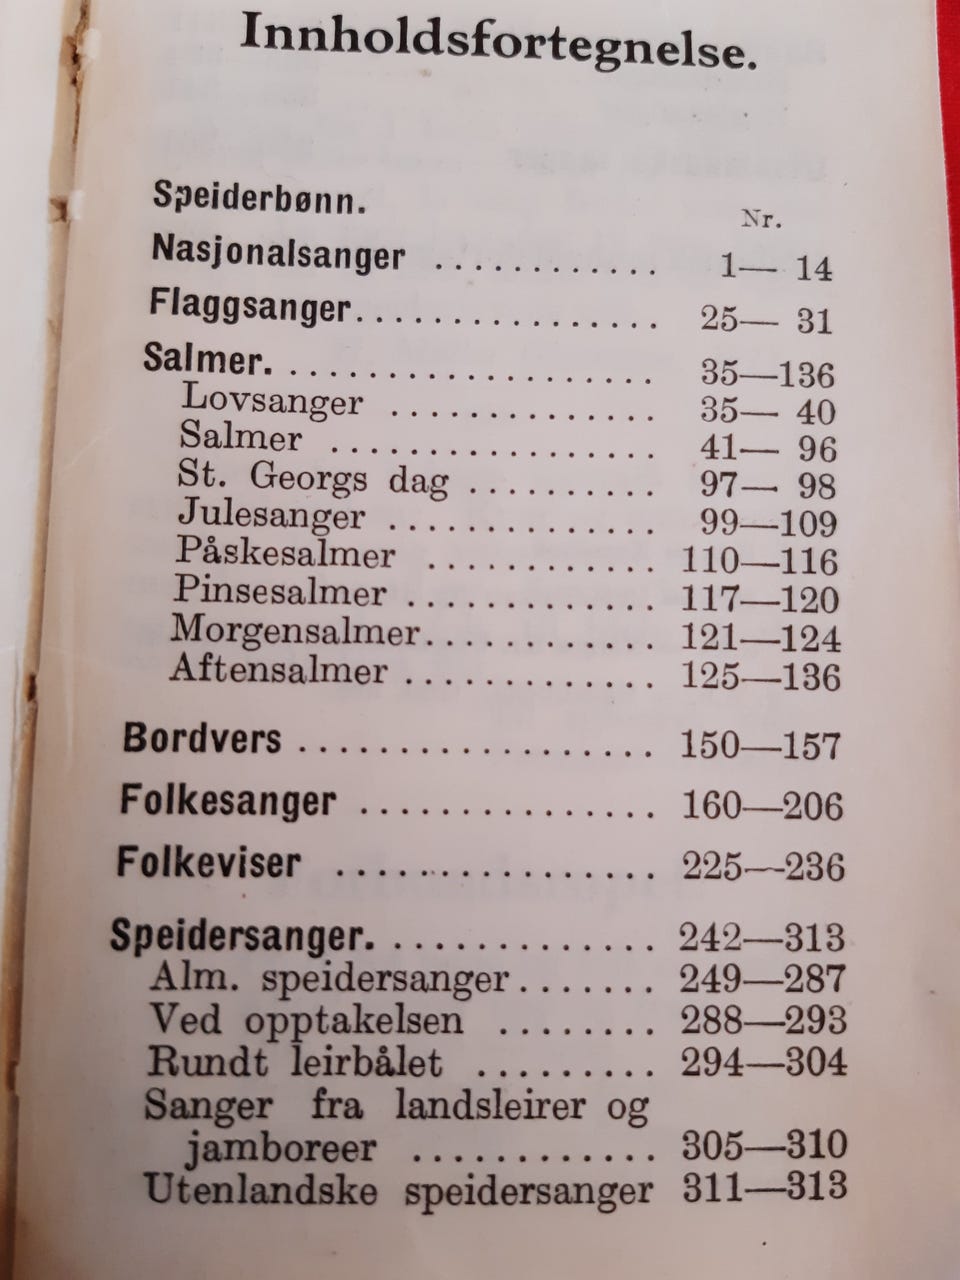 Innholdsfortegnelse.
Speiderbønn.
Nr.
Nasjonalsanger ............ 1— 14
Flaggsanger................ 25— 31
Salmer. ................... 35—136
Lovsanger .............. 35— 40
Salmer ................. 41— 96
St. Georgs dag .......... 97— 98
Julesanger .............. 99—109
Påskesalmer ............ 110—116
Pinsesalmer ............. 117—120
Morgensalmer............ 121—124
Aftensalmer ............. 125—136
Bordvers .................. 150—157
Folkesanger ............... 160—206
Folkeviser ................ 225—236
Speidersanger. ............. 242—313
Alm. speidersanger....... 249—287
Ved opptakelsen ........ 288—293
Rundt leirbålet ......... 294—304
Sanger fra landsleirer og
jamboreer ............ 305—310
Utenlandske speidersanger 311—313